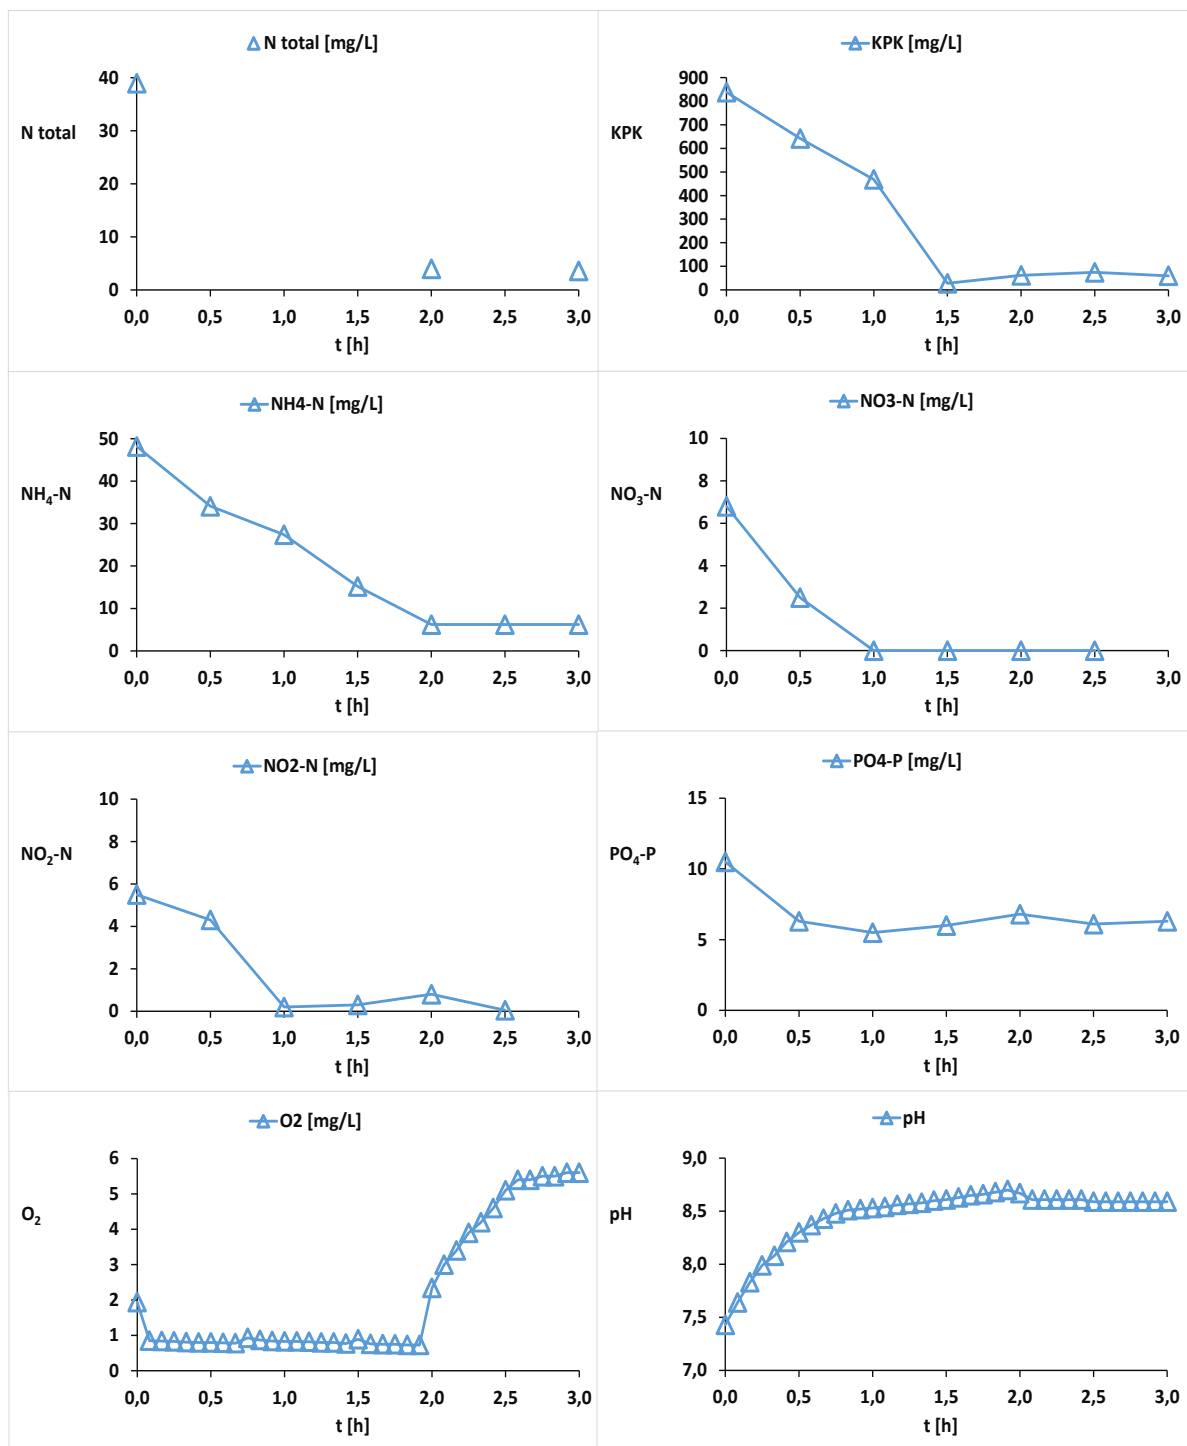 N total [mg/L]
40
30
20
10
0
N total
0,0 0,5 1,0 1,5 2,0 2,5 3,0
t [h]
KPK [mg/L]
900
800
700
600
500
400
300
200
100
0
KPK
0,0 0,5 1,0 1,5 2,0 2,5 3,0
t [h]
NH4-N [mg/L]
50
40
30
20
10
0
NH₄-N
0,0 0,5 1,0 1,5 2,0 2,5 3,0
t [h]
NO3-N [mg/L]
10
8
6
4
2
0
NO₃-N
0,0 0,5 1,0 1,5 2,0 2,5 3,0
t [h]
NO2-N [mg/L]
10
8
6
4
2
0
NO₂-N
0,0 0,5 1,0 1,5 2,0 2,5 3,0
t [h]
PO4-P [mg/L]
15
10
5
0
PO₄-P
0,0 0,5 1,0 1,5 2,0 2,5 3,0
t [h]
O2 [mg/L]
6
5
4
3
2
1
0
O₂
0,0 0,5 1,0 1,5 2,0 2,5 3,0
t [h]
pH
9,0
8,5
8,0
7,5
7,0
pH
0,0 0,5 1,0 1,5 2,0 2,5 3,0
t [h]